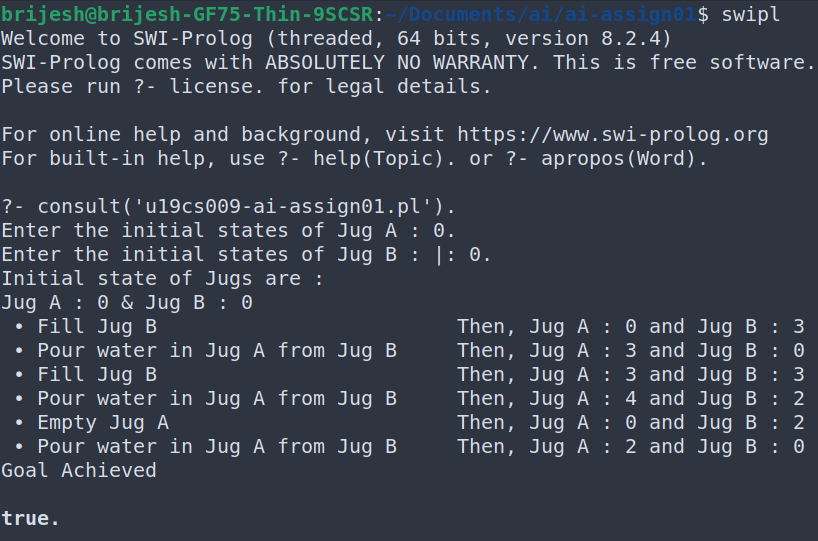 brijesh@brijesh-GF75-Thin-9SCSR:~/Documents/ai/ai-assign01$ swipl
Welcome to SWI-Prolog (threaded, 64 bits, version 8.2.4)
SWI-Prolog comes with ABSOLUTELY NO WARRANTY. This is free software.
Please run ?- license. for legal details.

For online help and background, visit https://www.swi-prolog.org
For built-in help, use ?- help(Topic). or ?- apropos(Word).

?- consult('u19cs009-ai-assign01.pl').
Enter the initial states of Jug A : 0.
Enter the initial states of Jug B : |: 0.
Initial state of Jugs are :
Jug A : 0 & Jug B : 0
 • Fill Jug B                         Then, Jug A : 0 and Jug B : 3
 • Pour water in Jug A from Jug B     Then, Jug A : 3 and Jug B : 0
 • Fill Jug B                         Then, Jug A : 3 and Jug B : 3
 • Pour water in Jug A from Jug B     Then, Jug A : 4 and Jug B : 2
 • Empty Jug A                        Then, Jug A : 0 and Jug B : 2
 • Pour water in Jug A from Jug B     Then, Jug A : 2 and Jug B : 0
Goal Achieved

true.